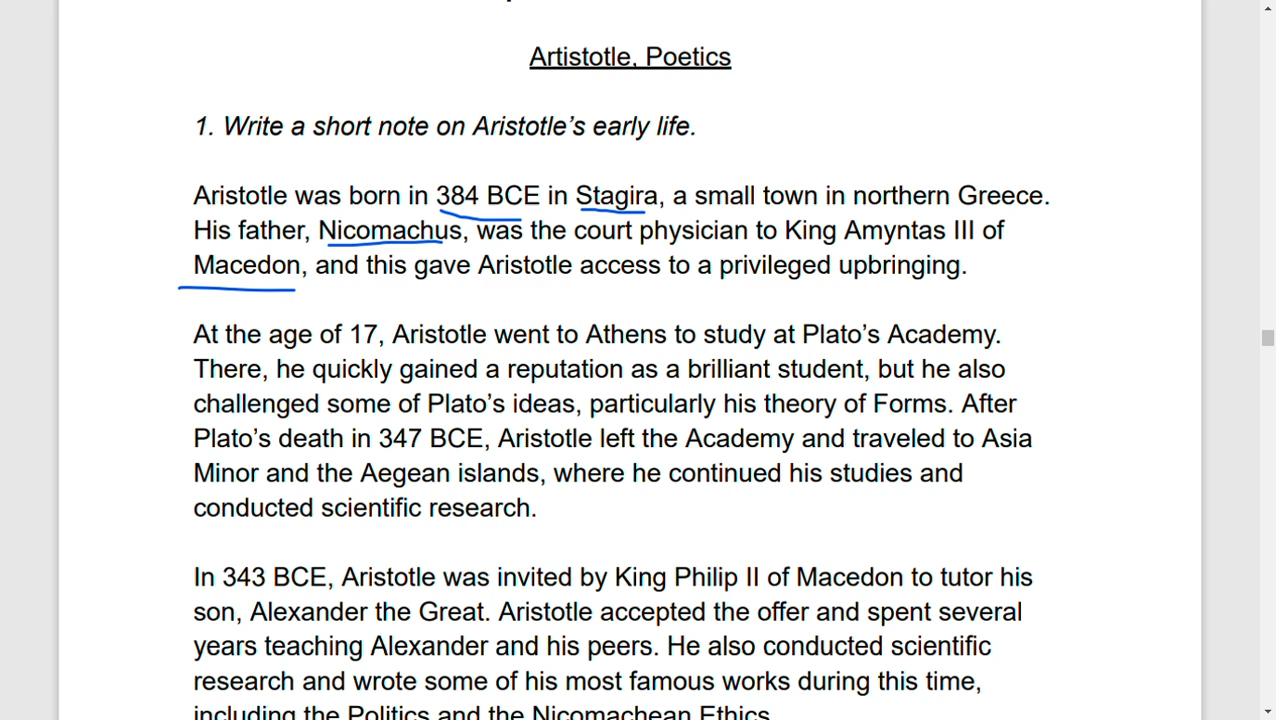 Artistotle, Poetics
1. Write a short note on Aristotle’s early life.
Aristotle was born in 384 BCE in Stagira, a small town in northern Greece.
His father, Nicomachus, was the court physician to King Amyntas III of
Macedon, and this gave Aristotle access to a privileged upbringing.
At the age of 17, Aristotle went to Athens to study at Plato’s Academy.
There, he quickly gained a reputation as a brilliant student, but he also
challenged some of Plato’s ideas, particularly his theory of Forms. After
Plato’s death in 347 BCE, Aristotle left the Academy and traveled to Asia
Minor and the Aegean islands, where he continued his studies and
conducted scientific research.
In 343 BCE, Aristotle was invited by King Philip II of Macedon to tutor his
son, Alexander the Great. Aristotle accepted the offer and spent several
years teaching Alexander and his peers. He also conducted scientific
research and wrote some of his most famous works during this time,
including the Politics and the Nicomachean Ethics.